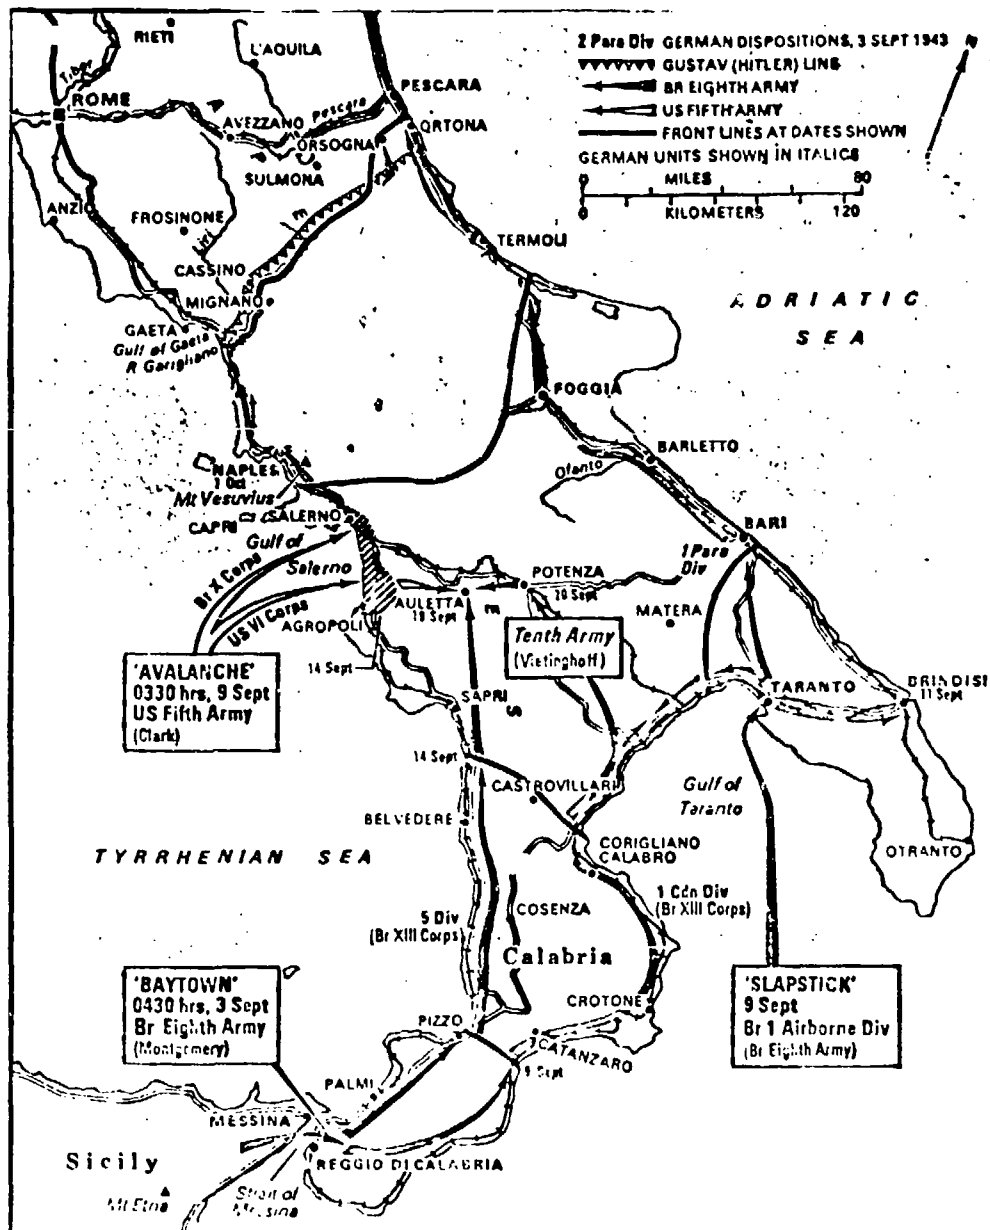 RIETI
L'AQUILA
Tiber
ROME
PESCARA
Pescara
AVEZZANO
ORTONA
ORSOGNA
SULMONA
ANZIO
FROSINONE
Liri
CASSINO
MIGNANO
TERMOLI
GAETA
Gulf of Gaeta
R Garigliano
2 Para Div GERMAN DISPOSITIONS, 3 SEPT 1943
GUSTAV (HITLER) LINE
BR EIGHTH ARMY
US FIFTH ARMY
FRONT LINES AT DATES SHOWN
GERMAN UNITS SHOWN IN ITALICS
0 MILES 80
0 KILOMETERS 120
N
ADRIATIC
SEA
FOGGIA
BARLETTO
Ofanto
NAPLES
1 Oct
Mt Vesuvius
CAPRI
SALERNO
Gulf of
Salerno
BARI
1 Para
Div
Br X Corps
US VI Corps
POTENZA
20 Sept
AULETTA
19 Sept
MATERA
AGROPOLI
14 Sept
Tenth Army
(Vietinghoff)
'AVALANCHE'
0330 hrs, 9 Sept
US Fifth Army
(Clark)
SAPRI
TARANTO
BRINDISI
11 Sept
14 Sept
CASTROVILLARI
Gulf of
Taranto
BELVEDERE
CORIGLIANO
CALABRO
OTRANTO
TYRRHENIAN SEA
1 Cdn Div
(Br XIII Corps)
COSENZA
5 Div
(Br XIII Corps)
Calabria
'BAYTOWN'
0430 hrs, 3 Sept
Br Eighth Army
(Montgomery)
CROTONE
'SLAPSTICK'
9 Sept
Br 1 Airborne Div
(Br Eighth Army)
PIZZO
CATANZARO
9 Sept
PALMI
MESSINA
REGGIO DI CALABRIA
Sicily
Mt Etna
Strait of
Messina